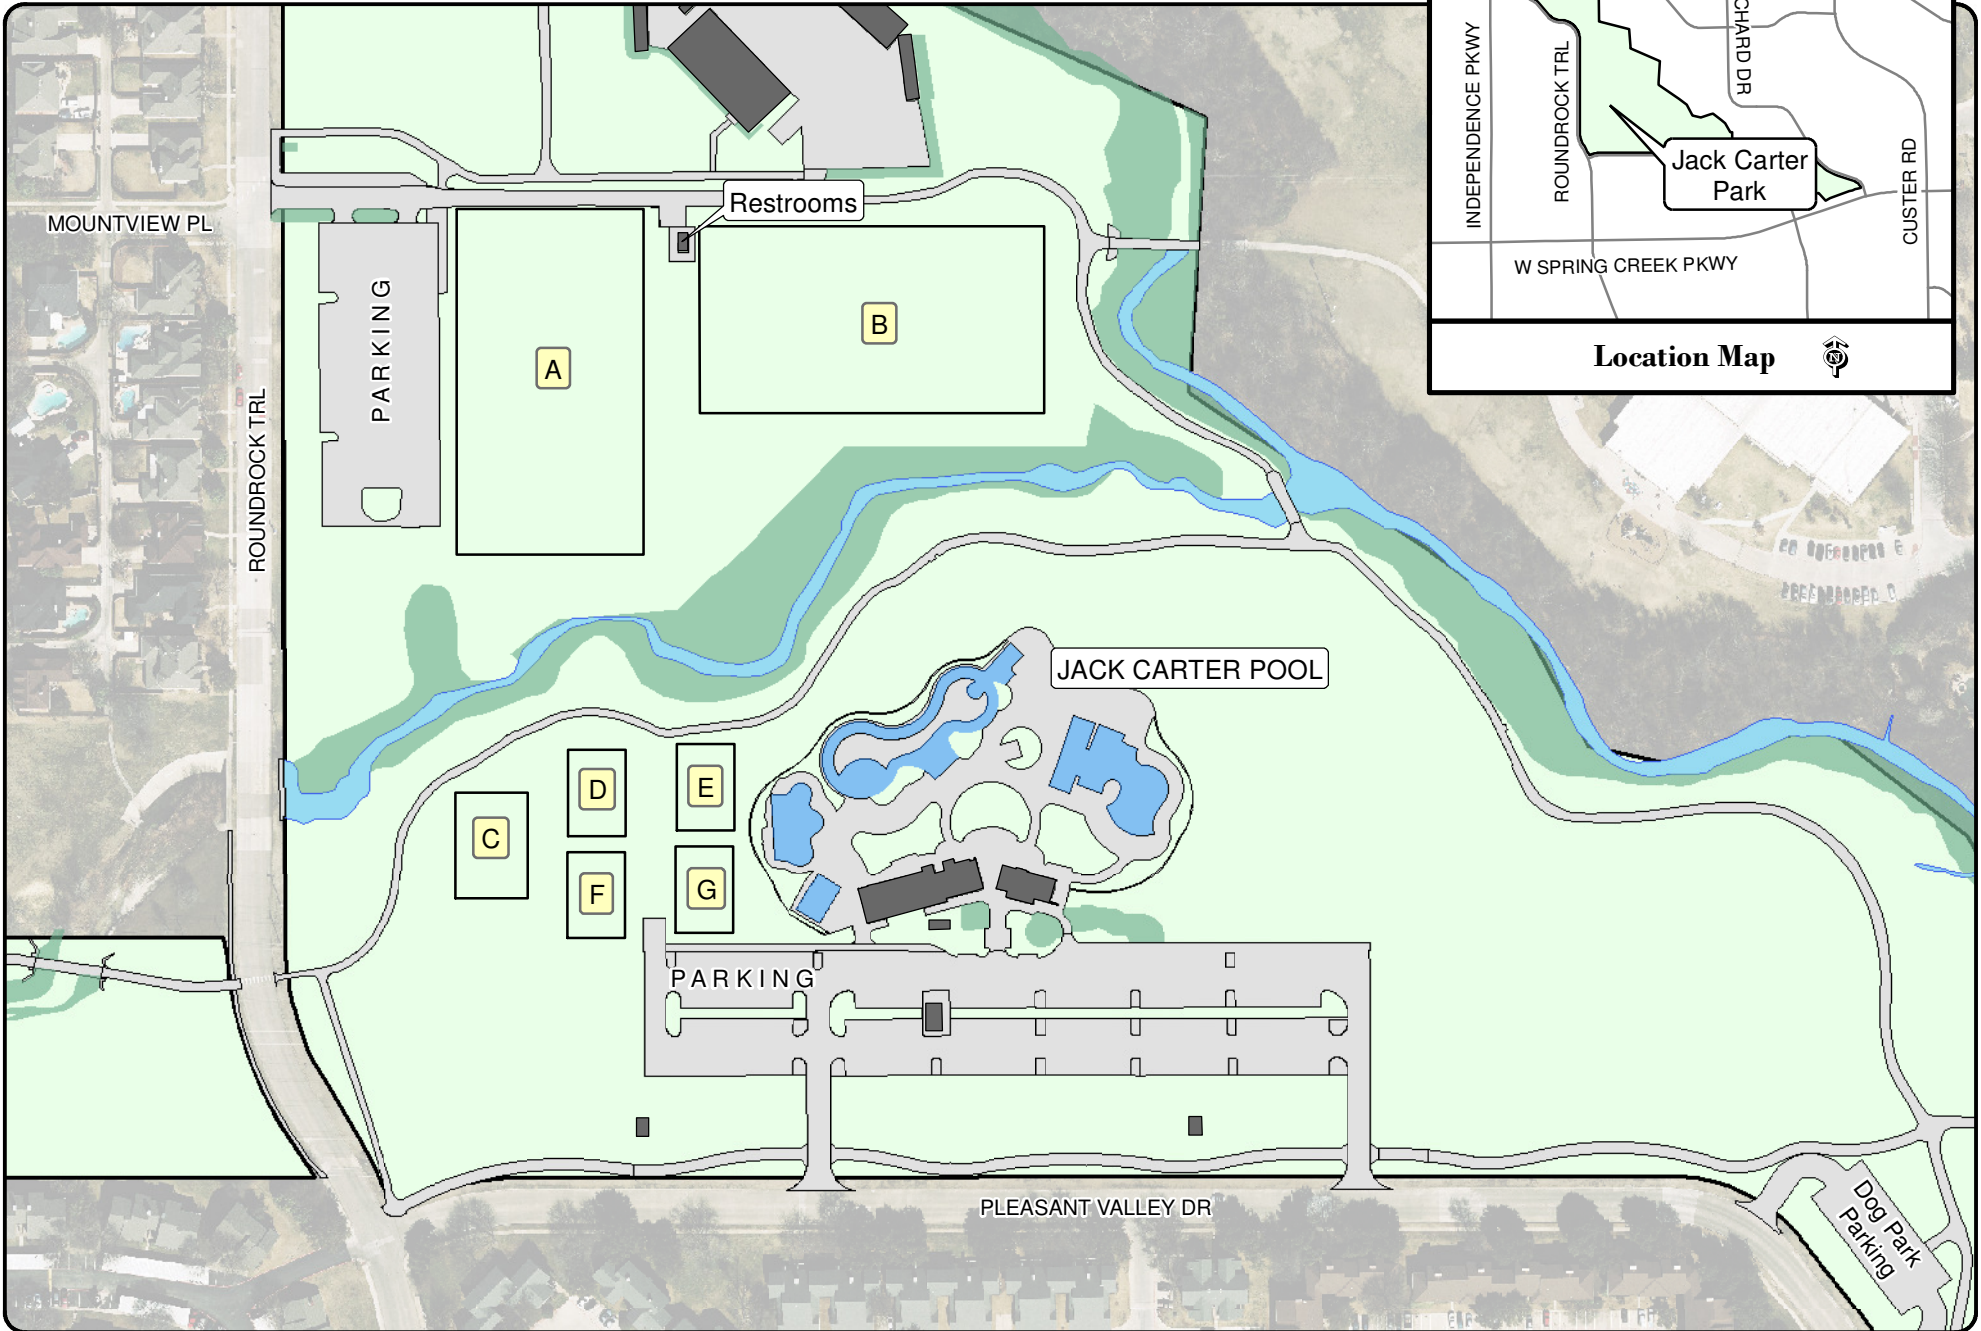 INDEPENDENCE PKWY
ROUNDROCK TRL
CHARD DR
CUSTER RD
Jack Carter
Park
W SPRING CREEK PKWY
Location Map
N
Restrooms
MOUNTVIEW PL
PARKING
A
B
ROUNDROCK TRL
JACK CARTER POOL
C
D
E
F
G
PARKING
PLEASANT VALLEY DR
Dog Park
Parking